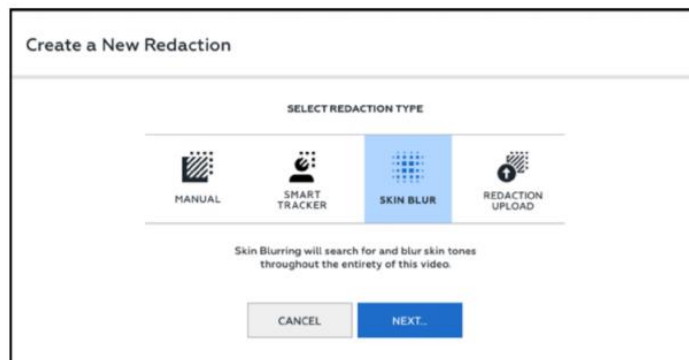 Create a New Redaction
SELECT REDACTION TYPE
MANUAL
SMART
TRACKER
SKIN BLUR
REDACTION
UPLOAD
Skin Blurring will search for and blur skin tones
throughout the entirety of this video.
CANCEL
NEXT...